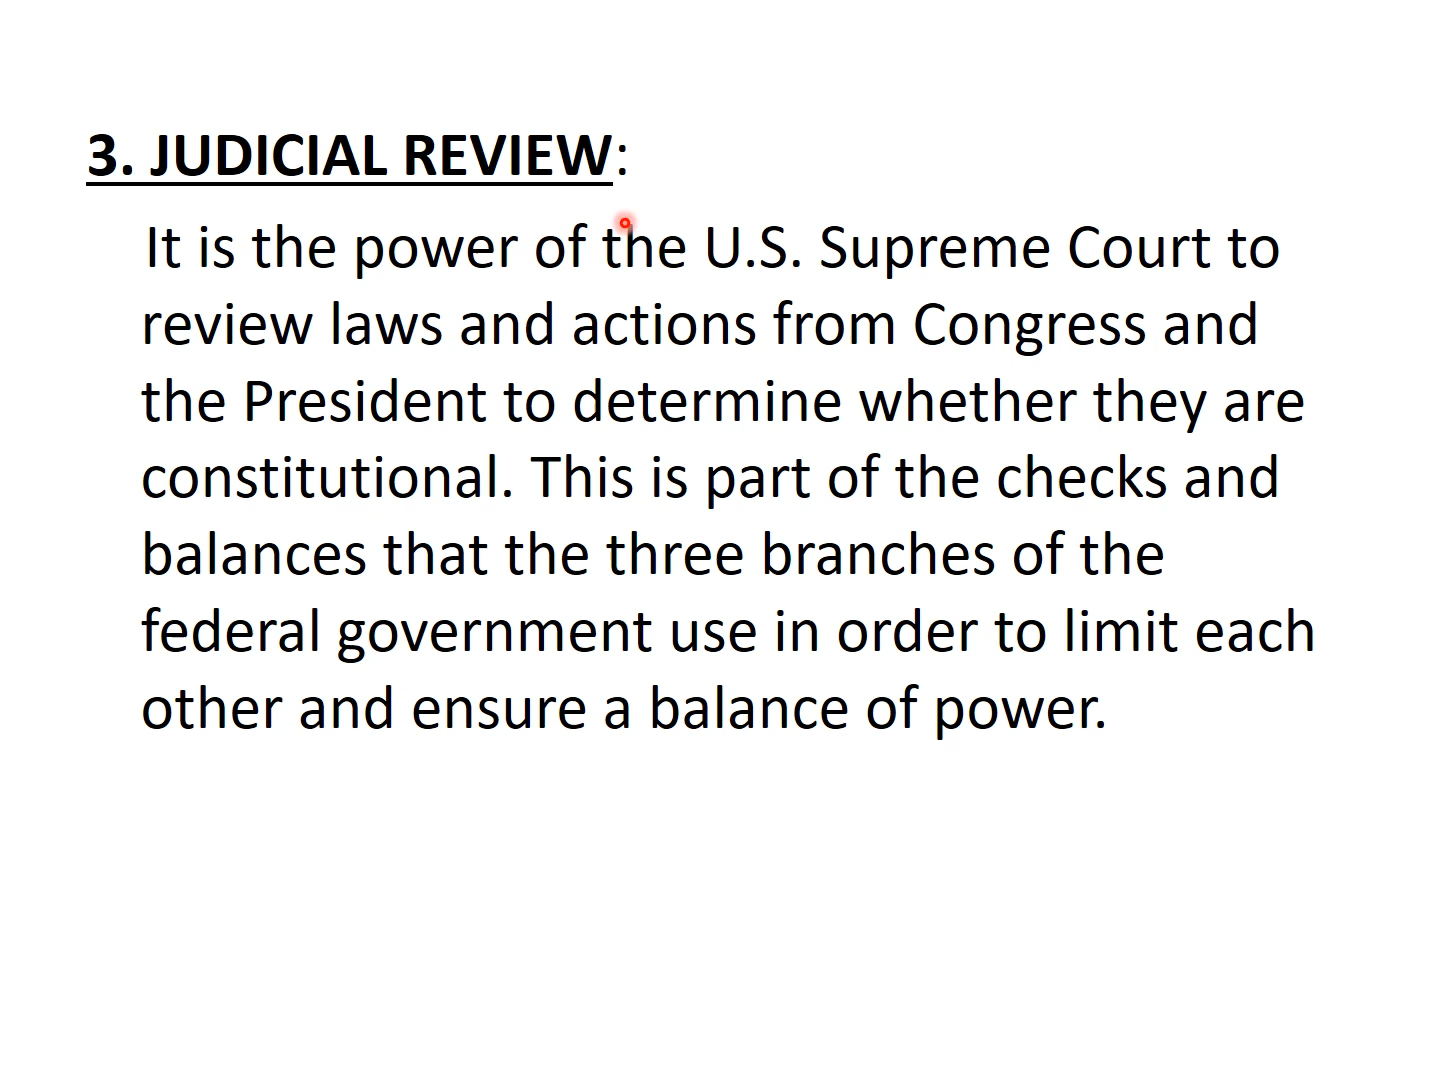 3. JUDICIAL REVIEW:
It is the power of the U.S. Supreme Court to
review laws and actions from Congress and
the President to determine whether they are
constitutional. This is part of the checks and
balances that the three branches of the
federal government use in order to limit each
other and ensure a balance of power.